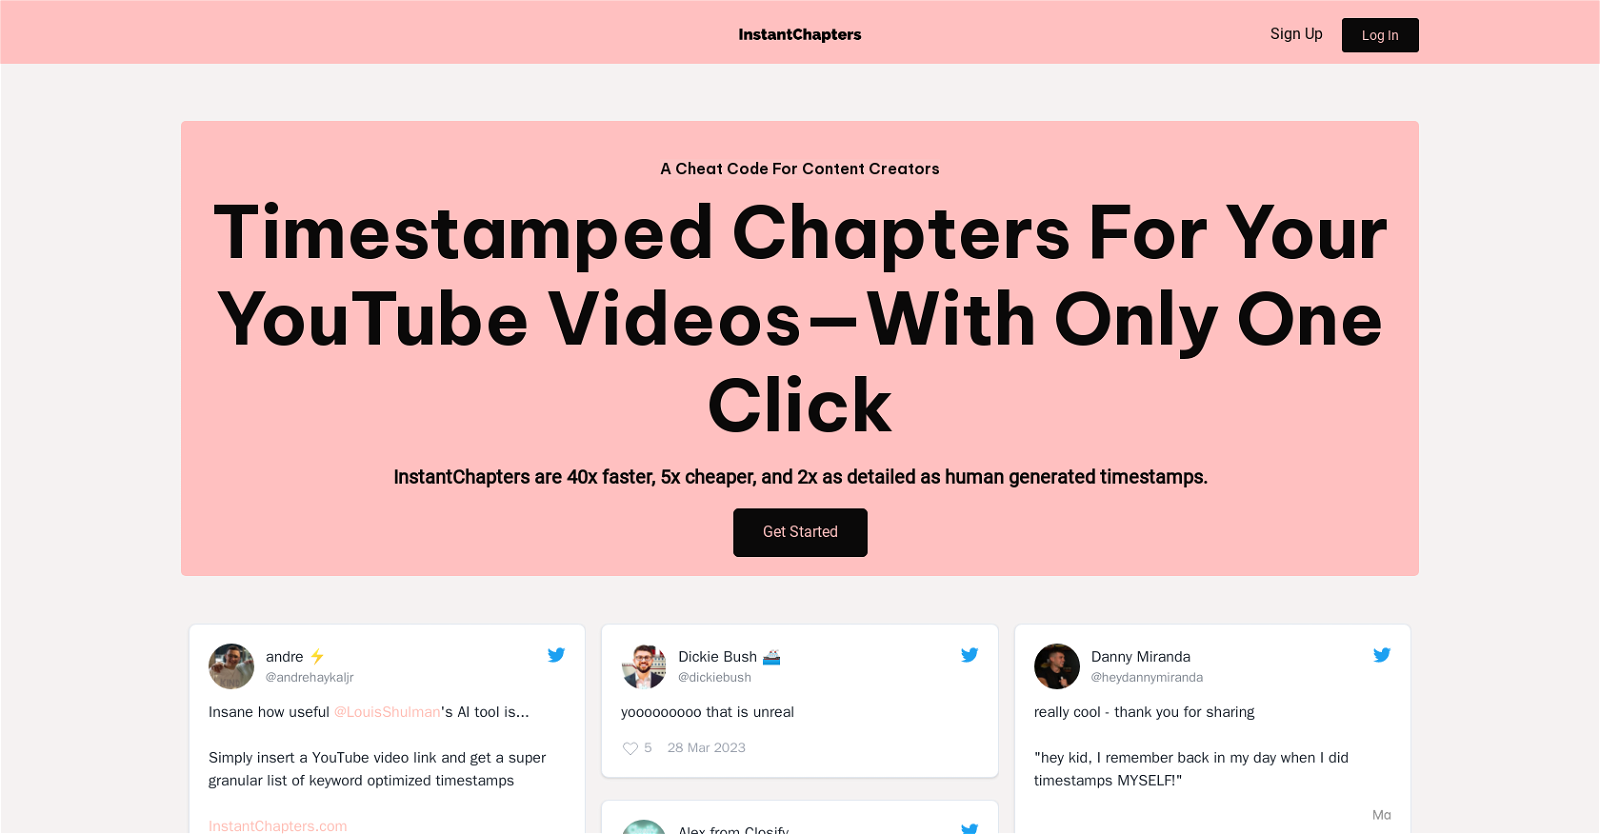 InstantChapters
Sign Up
Log In
A Cheat Code For Content Creators
Timestamped Chapters For Your
YouTube Videos—With Only One
Click
InstantChapters are 40x faster, 5x cheaper, and 2x as detailed as human generated timestamps.
Get Started
andre ⚡
@andrehaykaljr
Insane how useful @LouisShulman's AI tool is...
Simply insert a YouTube video link and get a super
granular list of keyword optimized timestamps
InstantChapters.com
Dickie Bush 🚢
@dickiebush
yooooooooo that is unreal
5 28 Mar 2023
Alex from Closify
Danny Miranda
@heydannymiranda
really cool - thank you for sharing
"hey kid, I remember back in my day when I did
timestamps MYSELF!"
Ma